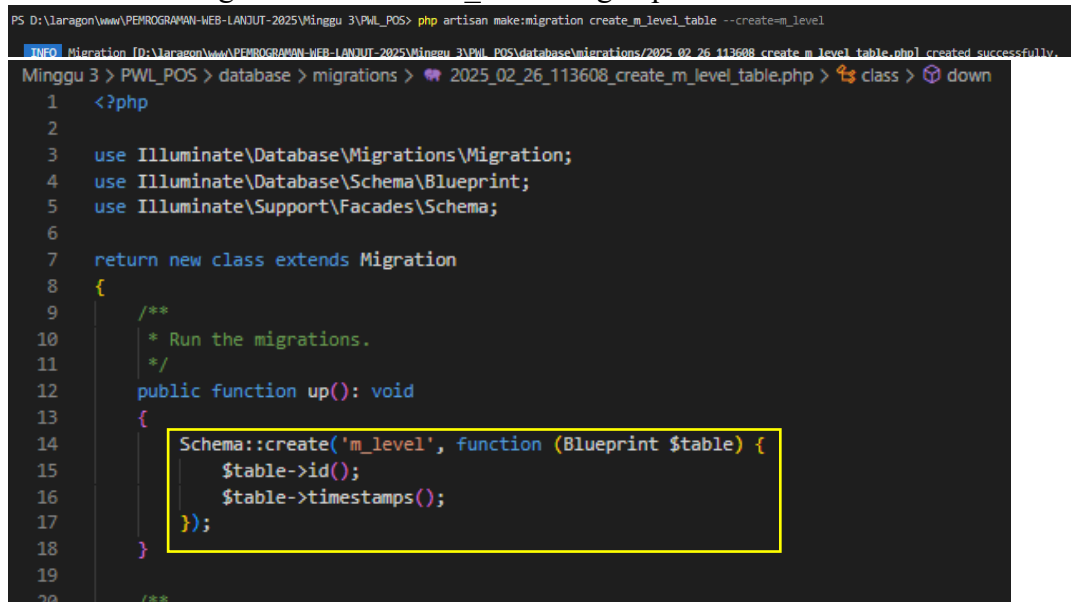 PS D:\laragon\www\PEMROGRAMAN-WEB-LANJUT-2025\Minggu 3\PWL_POS> php artisan make:migration create_m_level_table --create=m_level
INFO Migration [D:\laragon\www\PEMROGRAMAN-WEB-LANJUT-2025\Minggu 3\PWL_POS\database\migrations/2025_02_26_113608_create_m_level_table.php] created successfully.
Minggu 3 > PWL_POS > database > migrations > 2025_02_26_113608_create_m_level_table.php > class > down
1 <?php
2
3 use Illuminate\Database\Migrations\Migration;
4 use Illuminate\Database\Schema\Blueprint;
5 use Illuminate\Support\Facades\Schema;
6
7 return new class extends Migration
8 {
9 /**
10 * Run the migrations.
11 */
12 public function up(): void
13 {
14 Schema::create('m_level', function (Blueprint $table) {
15 $table->id();
16 $table->timestamps();
17 });
18 }
19
20 /**